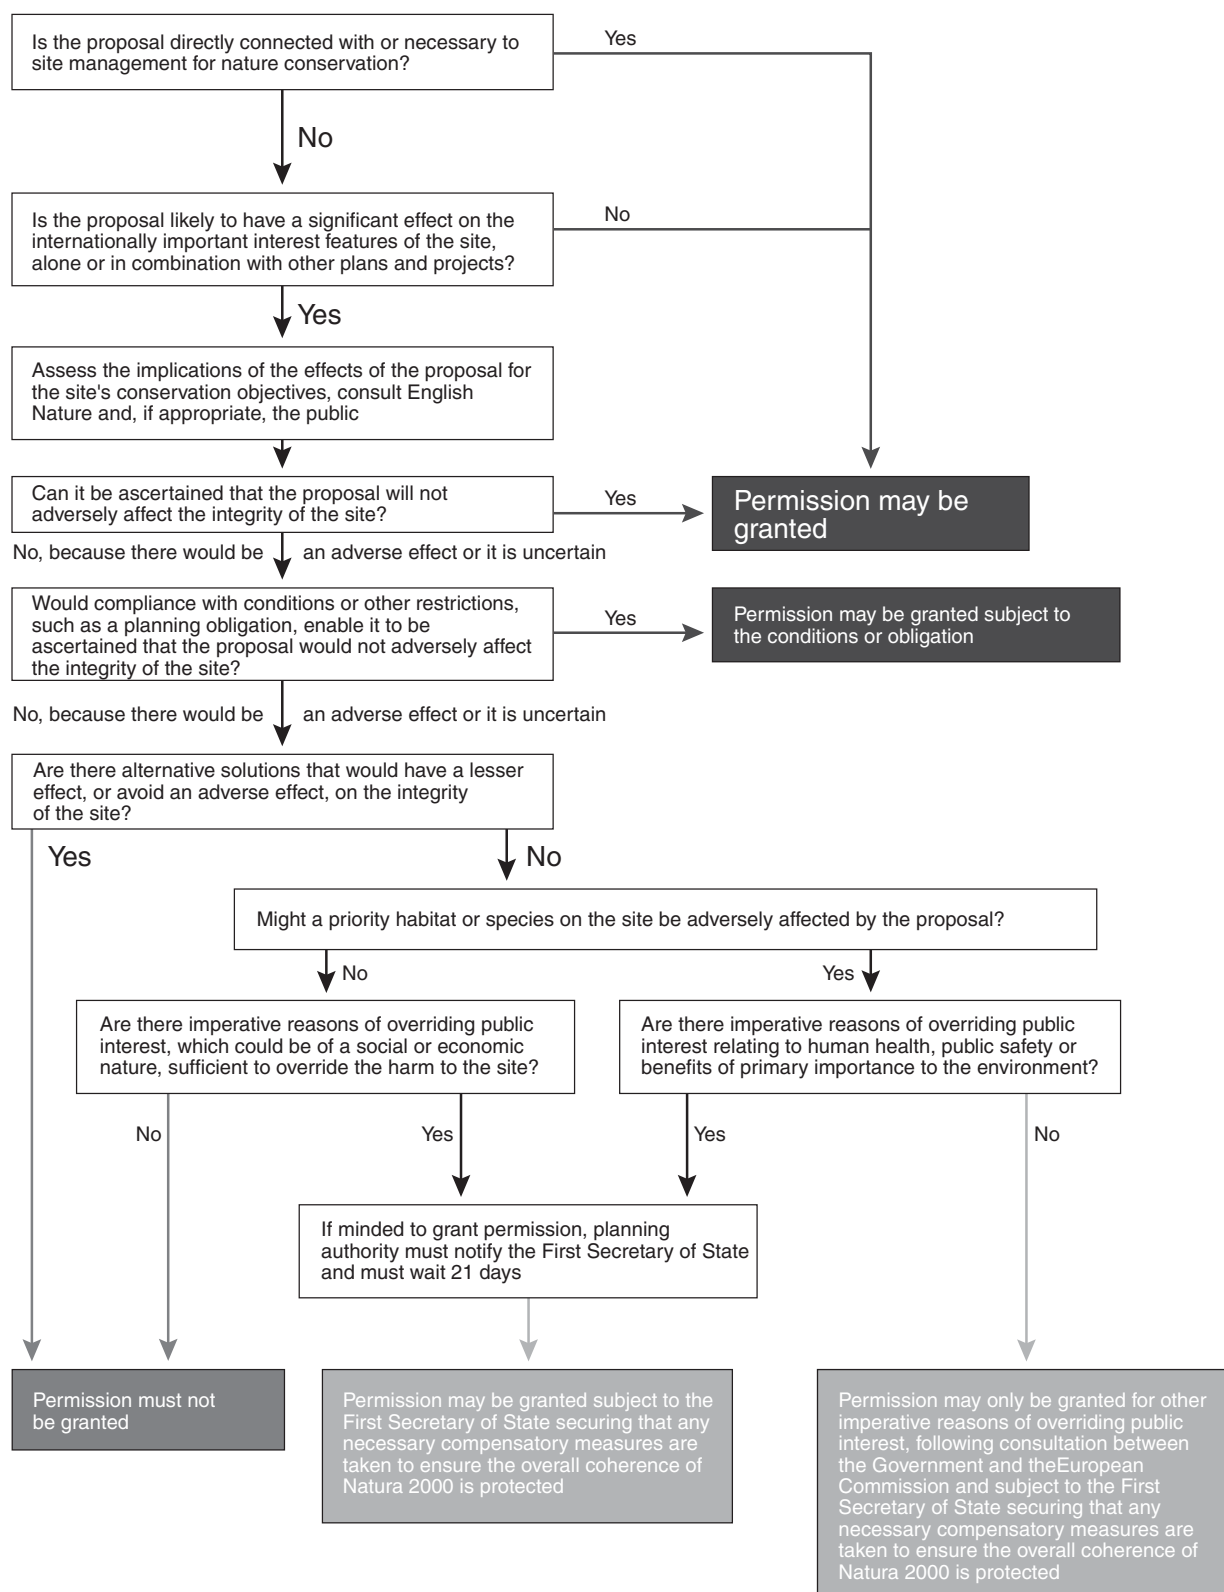 Is the proposal directly connected with or necessary to
site management for nature conservation?
Yes
No
Is the proposal likely to have a significant effect on the
internationally important interest features of the site,
alone or in combination with other plans and projects?
No
Yes
Assess the implications of the effects of the proposal for
the site's conservation objectives, consult English
Nature and, if appropriate, the public
Can it be ascertained that the proposal will not
adversely affect the integrity of the site?
Yes
Permission may be
granted
No, because there would be an adverse effect or it is uncertain
Would compliance with conditions or other restrictions,
such as a planning obligation, enable it to be
ascertained that the proposal would not adversely affect
the integrity of the site?
Yes
Permission may be granted subject to
the conditions or obligation
No, because there would be an adverse effect or it is uncertain
Are there alternative solutions that would have a lesser
effect, or avoid an adverse effect, on the integrity
of the site?
Yes
No
Might a priority habitat or species on the site be adversely affected by the proposal?
No
Yes
Are there imperative reasons of overriding public
interest, which could be of a social or economic
nature, sufficient to override the harm to the site?
Are there imperative reasons of overriding public
interest relating to human health, public safety or
benefits of primary importance to the environment?
No
Yes
Yes
No
If minded to grant permission, planning
authority must notify the First Secretary of State
and must wait 21 days
Permission must not
be granted
Permission may be granted subject to the
First Secretary of State securing that any
necessary compensatory measures are
taken to ensure the overall coherence of
Natura 2000 is protected
Permission may only be granted for other
imperative reasons of overriding public
interest, following consultation between
the Government and theEuropean
Commission and subject to the First
Secretary of State securing that any
necessary compensatory measures are
taken to ensure the overall coherence of
Natura 2000 is protected